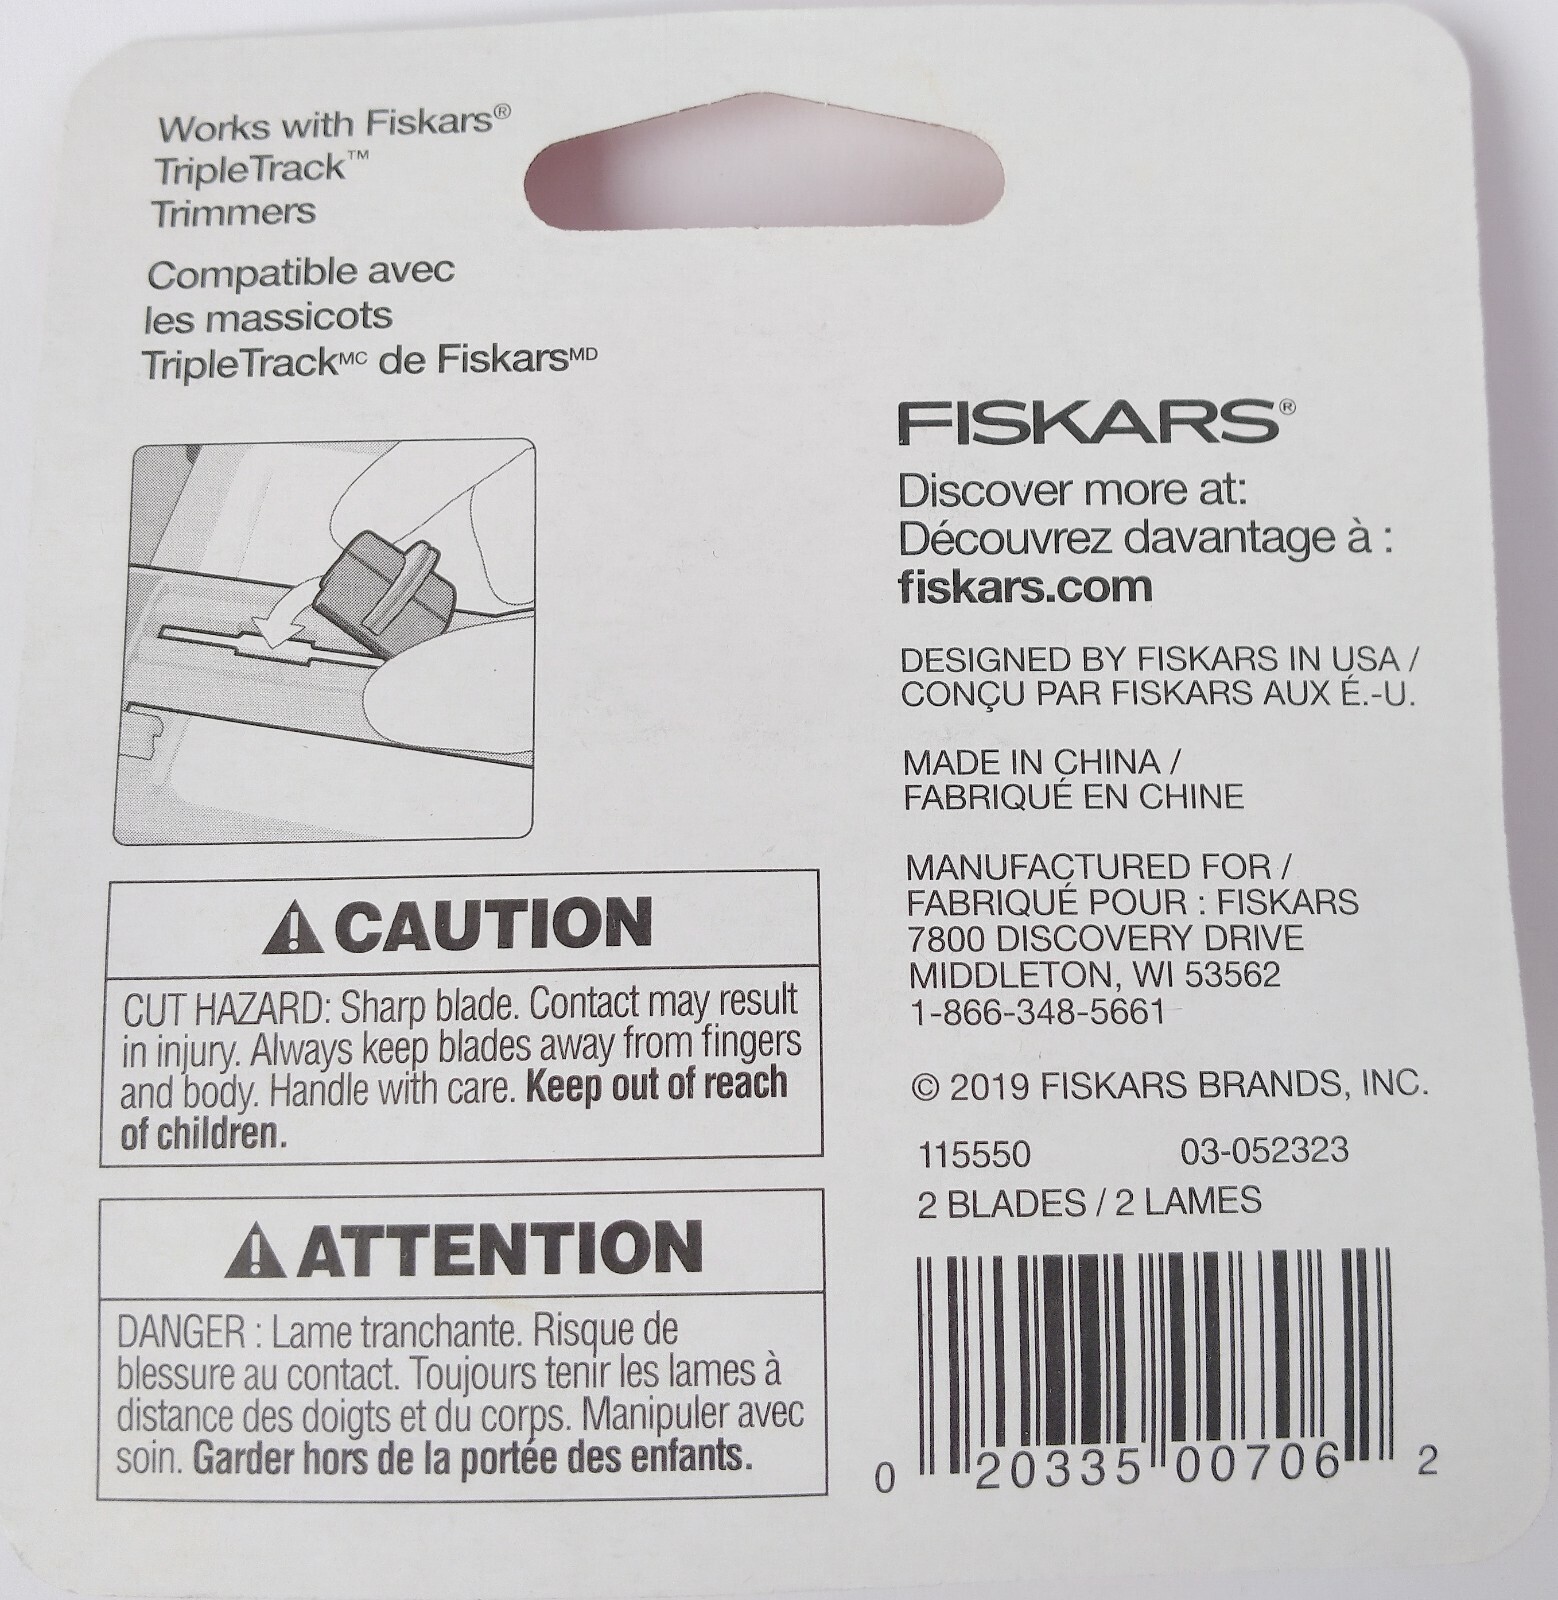 Works with Fiskars®
TripleTrack™
Trimmers
Compatible avec
les massicots
TripleTrackMC de FiskarsMD
⚠ CAUTION
CUT HAZARD: Sharp blade. Contact may result
in injury. Always keep blades away from fingers
and body. Handle with care. Keep out of reach
of children.
⚠ ATTENTION
DANGER : Lame tranchante. Risque de
blessure au contact. Toujours tenir les lames à
distance des doigts et du corps. Manipuler avec
soin. Garder hors de la portée des enfants.
FISKARS®
Discover more at:
Découvrez davantage à :
fiskars.com
DESIGNED BY FISKARS IN USA /
CONÇU PAR FISKARS AUX É.-U.
MADE IN CHINA /
FABRIQUÉ EN CHINE
MANUFACTURED FOR /
FABRIQUÉ POUR : FISKARS
7800 DISCOVERY DRIVE
MIDDLETON, WI 53562
1-866-348-5661
© 2019 FISKARS BRANDS, INC.
115550 03-052323
2 BLADES / 2 LAMES
0 20335 00706 2